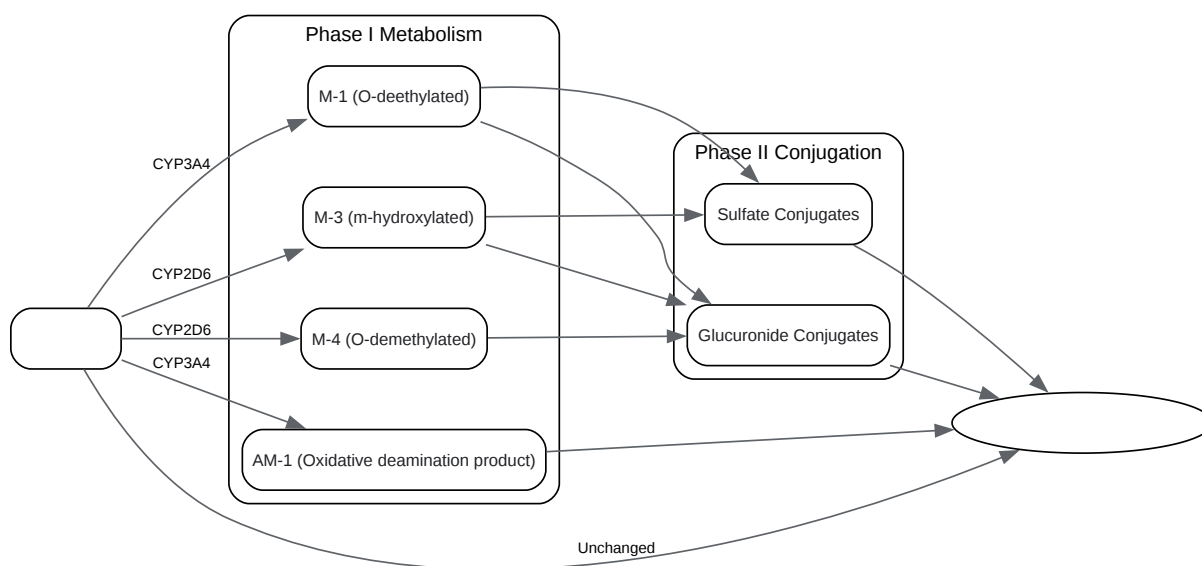 Phase I Metabolism
M-1 (O-deethylated)
CYP3A4
Phase II Conjugation
M-3 (m-hydroxylated)
Sulfate Conjugates
CYP2D6
CYP2D6
M-4 (O-demethylated)
Glucuronide Conjugates
CYP3A4
AM-1 (Oxidative deamination product)
Unchanged